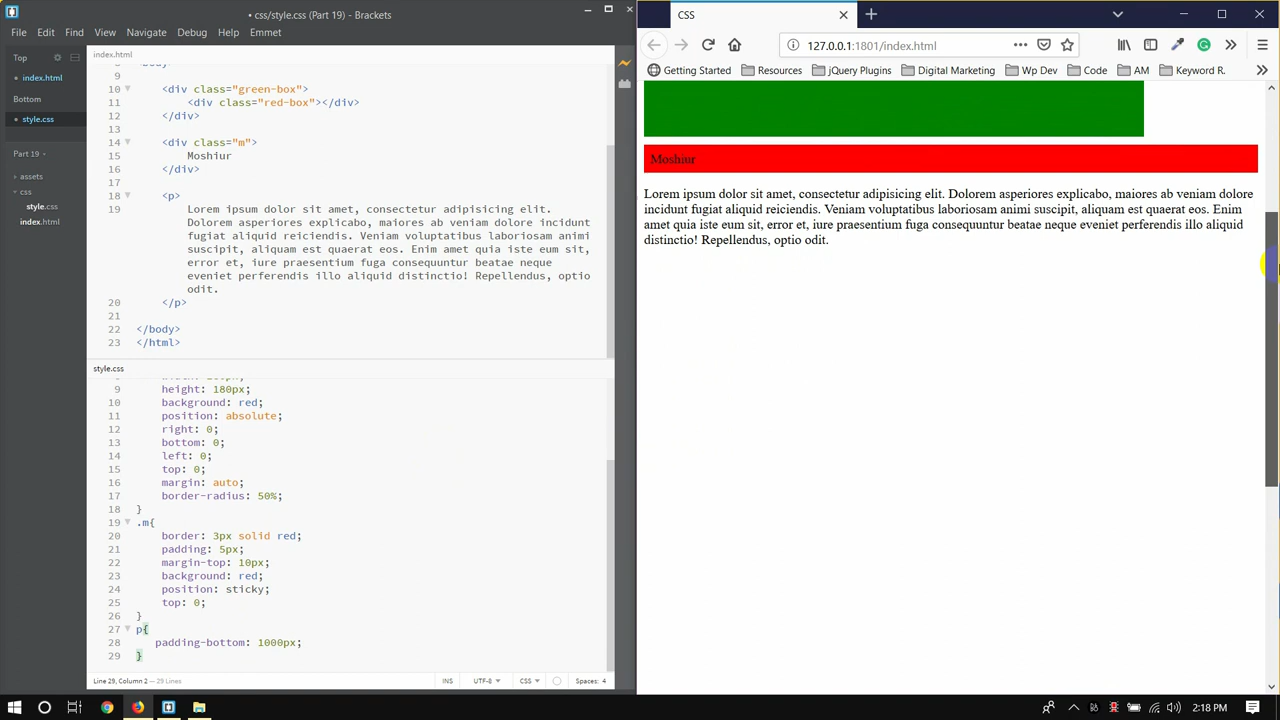 css/style.css (Part 19) - Brackets
File Edit Find View Navigate Debug Help Emmet
Top
index.html
Bottom
style.css
Part 19
assets
css
style.css
index.html
index.html
9
10 <div class="green-box">
11 <div class="red-box"></div>
12 </div>
13
14 <div class="m">
15 Moshiur
16 </div>
17
18 <p>
19 Lorem ipsum dolor sit amet, consectetur adipisicing elit.
Dolorem asperiores explicabo, maiores ab veniam dolore incidunt
fugiat aliquid reiciendis. Veniam voluptatibus laboriosam animi
suscipit, aliquam est quaerat eos. Enim amet quia iste eum sit,
error et, iure praesentium fuga consequuntur beatae neque
eveniet perferendis illo aliquid distinctio! Repellendus, optio
odit.
20 </p>
21
22 </body>
23 </html>
style.css
9 height: 180px;
10 background: red;
11 position: absolute;
12 right: 0;
13 bottom: 0;
14 left: 0;
15 top: 0;
16 margin: auto;
17 border-radius: 50%;
18 }
19 .m{
20 border: 3px solid red;
21 padding: 5px;
22 margin-top: 10px;
23 background: red;
24 position: sticky;
25 top: 0;
26 }
27 p{
28 padding-bottom: 1000px;
29 }
Line 29, Column 2 — 29 Lines
INS UTF-8 CSS Spaces: 4
CSS
127.0.0.1:1801/index.html
Getting Started Resources jQuery Plugins Digital Marketing Wp Dev Code AM Keyword R.
Moshiur
Lorem ipsum dolor sit amet, consectetur adipisicing elit. Dolorem asperiores explicabo, maiores ab veniam dolore
incidunt fugiat aliquid reiciendis. Veniam voluptatibus laboriosam animi suscipit, aliquam est quaerat eos. Enim
amet quia iste eum sit, error et, iure praesentium fuga consequuntur beatae neque eveniet perferendis illo aliquid
distinctio! Repellendus, optio odit.
2:18 PM